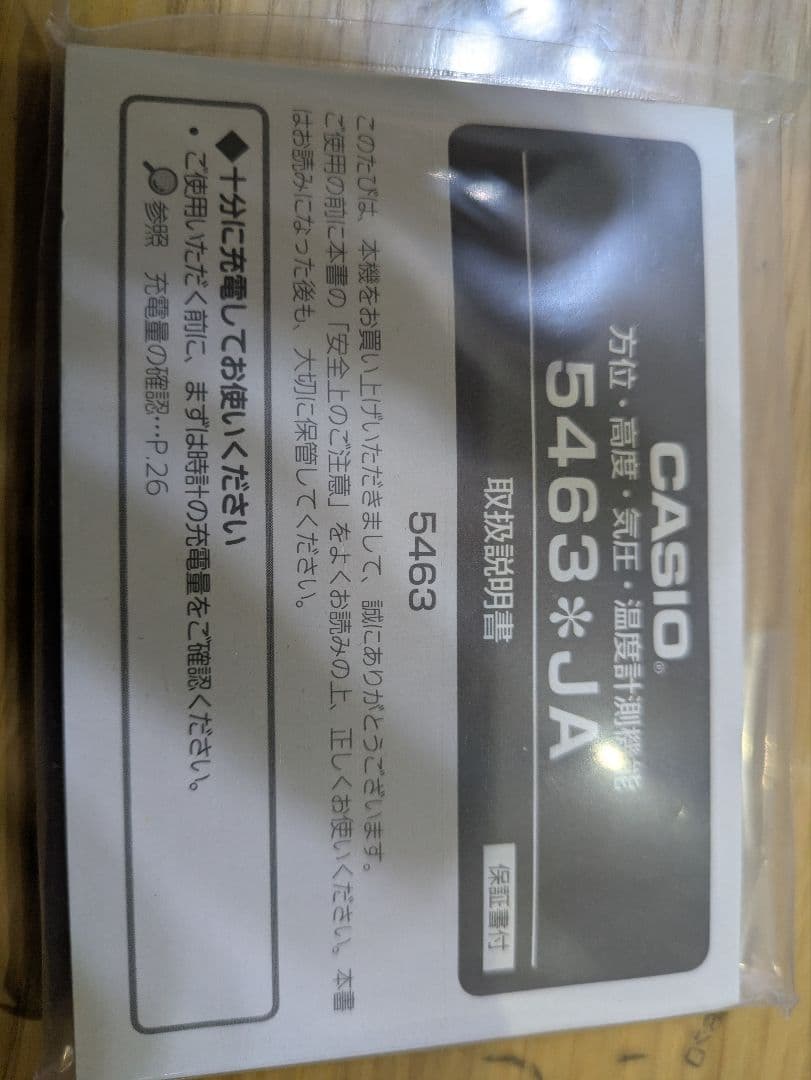 CASIO®
方位・高度・気圧・温度計測機能
5463*JA
取扱説明書
保証書付
5463
このたびは、本機をお買い上げいただきまして、誠にありがとうございます。
ご使用の前に本書の「安全上のご注意」をよくお読みの上、正しくお使いください。本書
はお読みになった後も、大切に保管してください。
◆十分に充電してお使いください
• ご使用いただく前に、まずは時計の充電量をご確認ください。
参照 充電量の確認…P.26